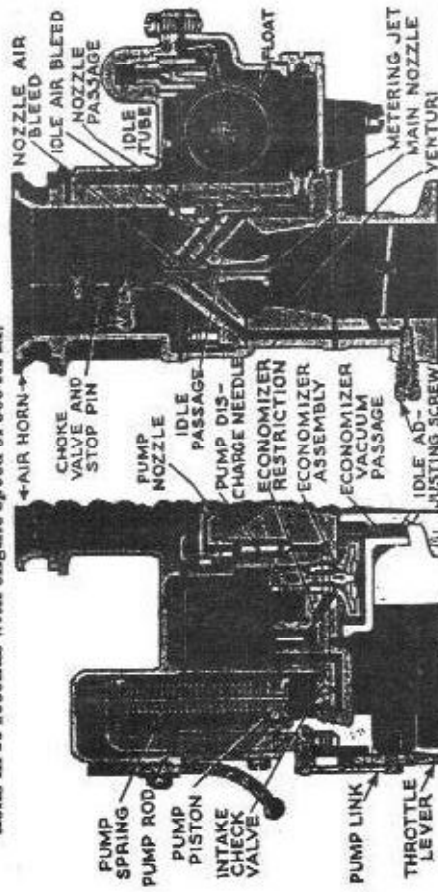 AIR HORN
CHOKE
VALVE AND
STOP PIN
NOZZLE AIR
BLEED
IDLE AIR BLEED
NOZZLE
PASSAGE
IDLE
TUBE
FLOAT
METERING JET
MAIN NOZZLE
VENTURI
PUMP
NOZZLE
IDLE
PASSAGE
PUMP DIS-
CHARGE NEEDLE
ECONOMIZER
RESTRICTION
ECONOMIZER
ASSEMBLY
ECONOMIZER
VACUUM
PASSAGE
IDLE AD-
JUSTING SCREW
PUMP
SPRING
PUMP ROD
PUMP
PISTON
INTAKE
CHECK
VALVE
PUMP LINK
THROTTLE
LEVER